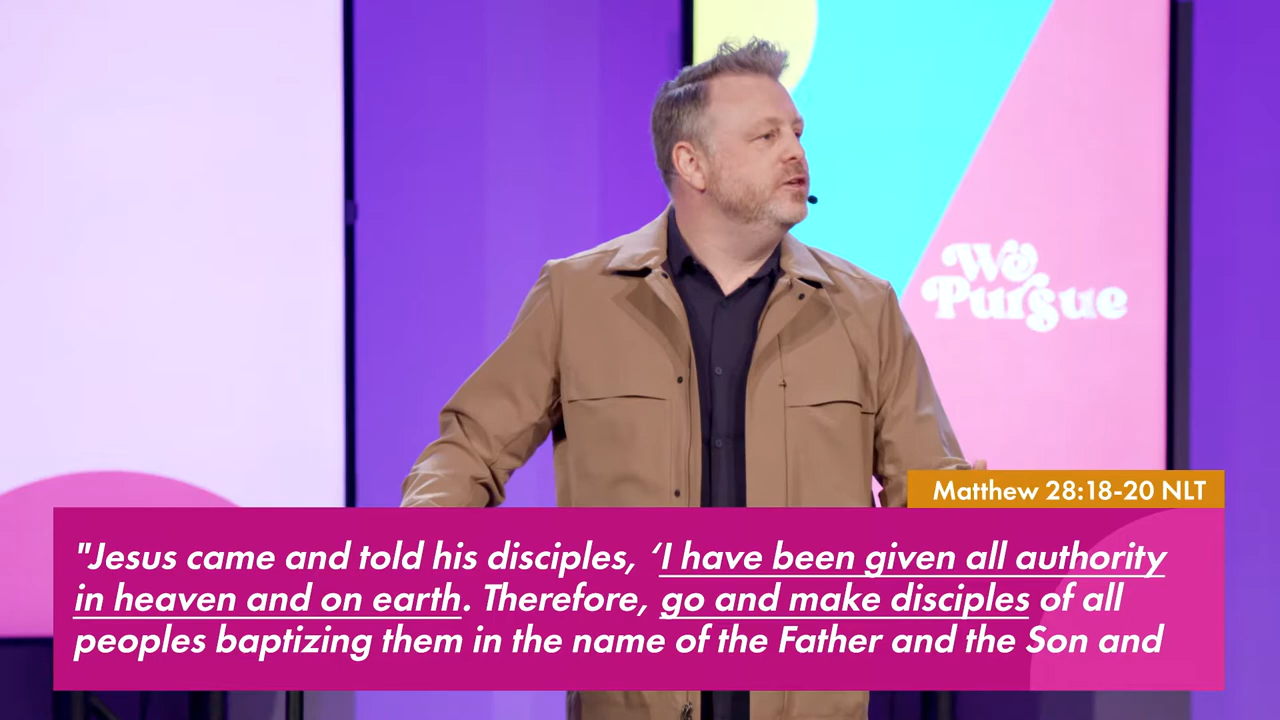 We
Pursue
Matthew 28:18-20 NLT
"Jesus came and told his disciples, ‘I have been given all authority
in heaven and on earth. Therefore, go and make disciples of all
peoples baptizing them in the name of the Father and the Son and